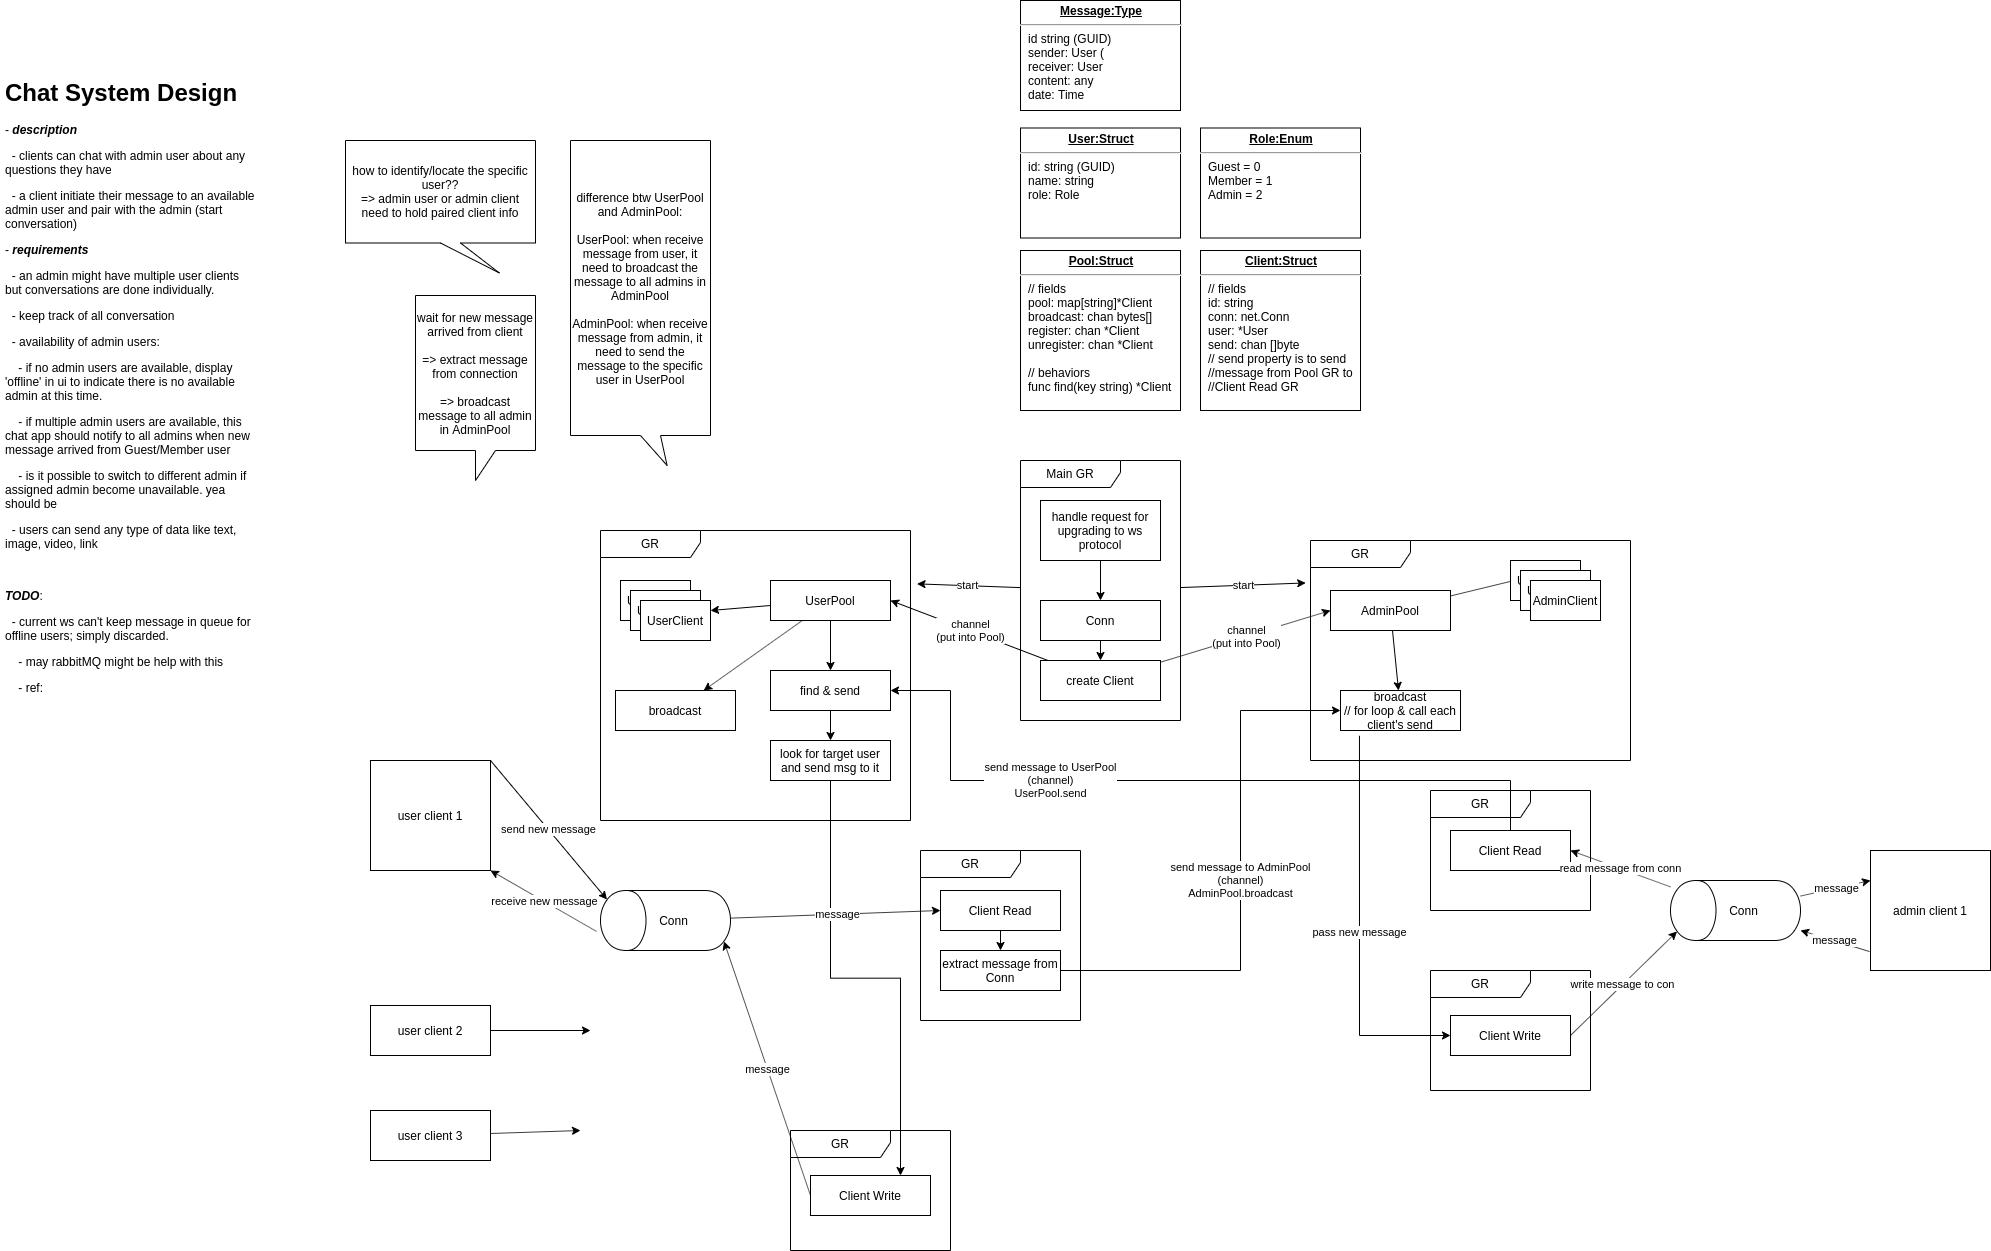 Chat System Design
- description
- clients can chat with admin user about any
questions they have
- a client initiate their message to an available
admin user and pair with the admin (start
conversation)
- requirements
- an admin might have multiple user clients
but conversations are done individually.
- keep track of all conversation
- availability of admin users:
- if no admin users are available, display
'offline' in ui to indicate there is no available
admin at this time.
- if multiple admin users are available, this
chat app should notify to all admins when new
message arrived from Guest/Member user
- is it possible to switch to different admin if
assigned admin become unavailable. yea
should be
- users can send any type of data like text,
image, video, link
TODO:
- current ws can't keep message in queue for
offline users; simply discarded.
- may rabbitMQ might be help with this
- ref:
how to identify/locate the specific
user??
=> admin user or admin client
need to hold paired client info
wait for new message
arrived from client
=> extract message
from connection
=> broadcast
message to all admin
in AdminPool
difference btw UserPool
and AdminPool:
UserPool: when receive
message from user, it
need to broadcast the
message to all admins in
AdminPool
AdminPool: when receive
message from admin, it
need to send the
message to the specific
user in UserPool
Message:Type
id string (GUID)
sender: User (
receiver: User
content: any
date: Time
User:Struct
id: string (GUID)
name: string
role: Role
Role:Enum
Guest = 0
Member = 1
Admin = 2
Pool:Struct
// fields
pool: map[string]*Client
broadcast: chan bytes[]
register: chan *Client
unregister: chan *Client
// behaviors
func find(key string) *Client
Client:Struct
// fields
id: string
conn: net.Conn
user: *User
send: chan []byte
// send property is to send
//message from Pool GR to
//Client Read GR
Main GR
handle request for
upgrading to ws
protocol
Conn
create Client
start
start
channel
(put into Pool)
channel
(put into Pool)
GR
UserClient
UserPool
broadcast
find & send
look for target user
and send msg to it
GR
AdminPool
AdminClient
broadcast
// for loop & call each
client's send
send message to UserPool
(channel)
UserPool.send
user client 1
send new message
receive new message
Conn
message
GR
Client Read
extract message from
Conn
send message to AdminPool
(channel)
AdminPool.broadcast
pass new message
GR
Client Read
read message from conn
Conn
message
message
admin client 1
GR
Client Write
write message to con
user client 2
user client 3
message
GR
Client Write